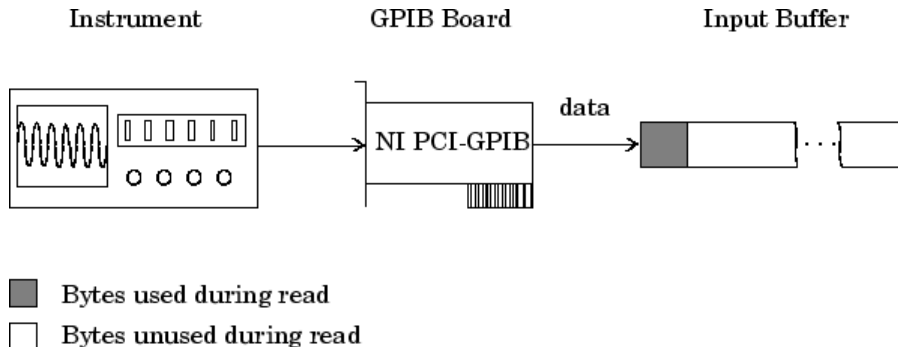 Instrument
GPIB Board
Input Buffer
data
NI PCI-GPIB
Bytes used during read
Bytes unused during read